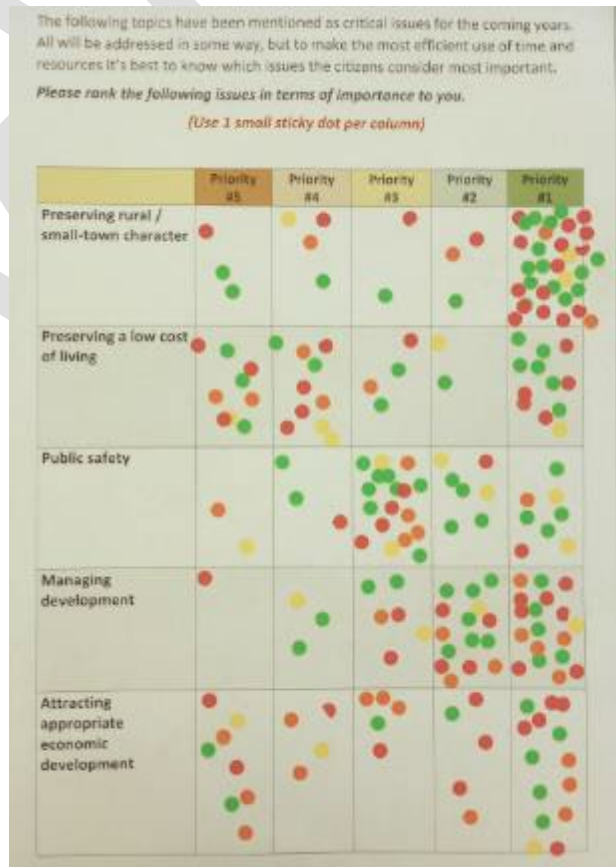 The following topics have been mentioned as critical issues for the coming years.
All will be addressed in some way, but to make the most efficient use of time and
resources it's best to know which issues the citizens consider most important.
Please rank the following issues in terms of importance to you.
(Use 1 small sticky dot per column)
Priority #5
Priority #4
Priority #3
Priority #2
Priority #1
Preserving rural /
small-town character
Preserving a low cost
of living
Public safety
Managing
development
Attracting
appropriate
economic
development